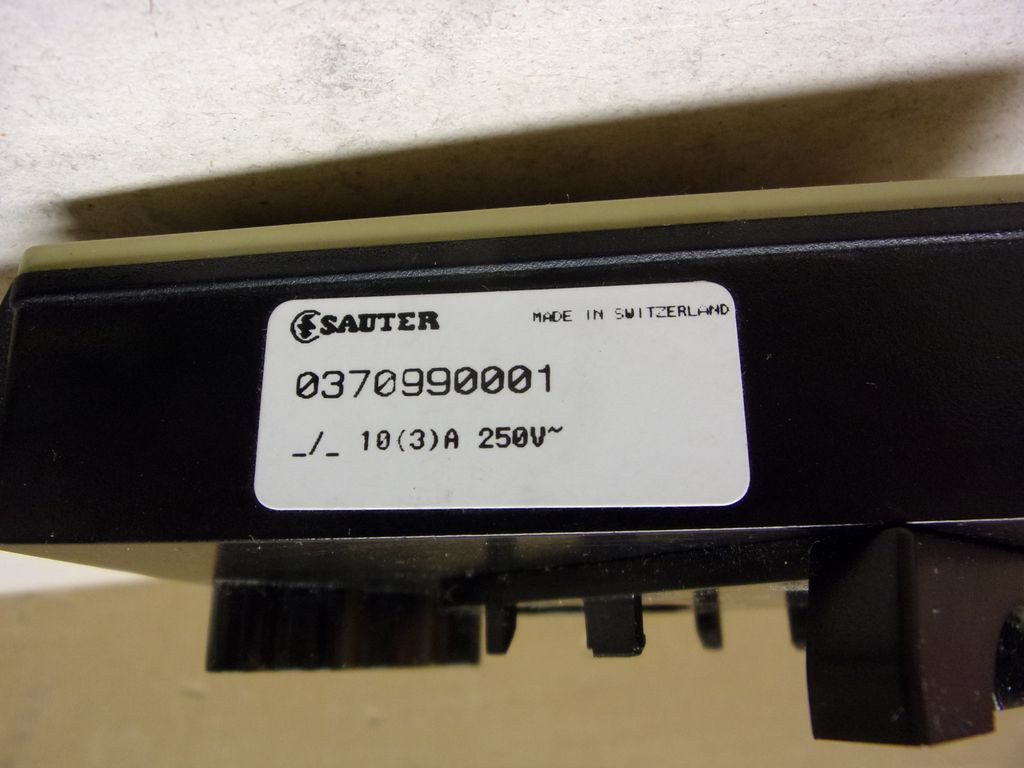 SAUTER
MADE IN SWITZERLAND
0370990001
_/_ 10(3)A 250V~